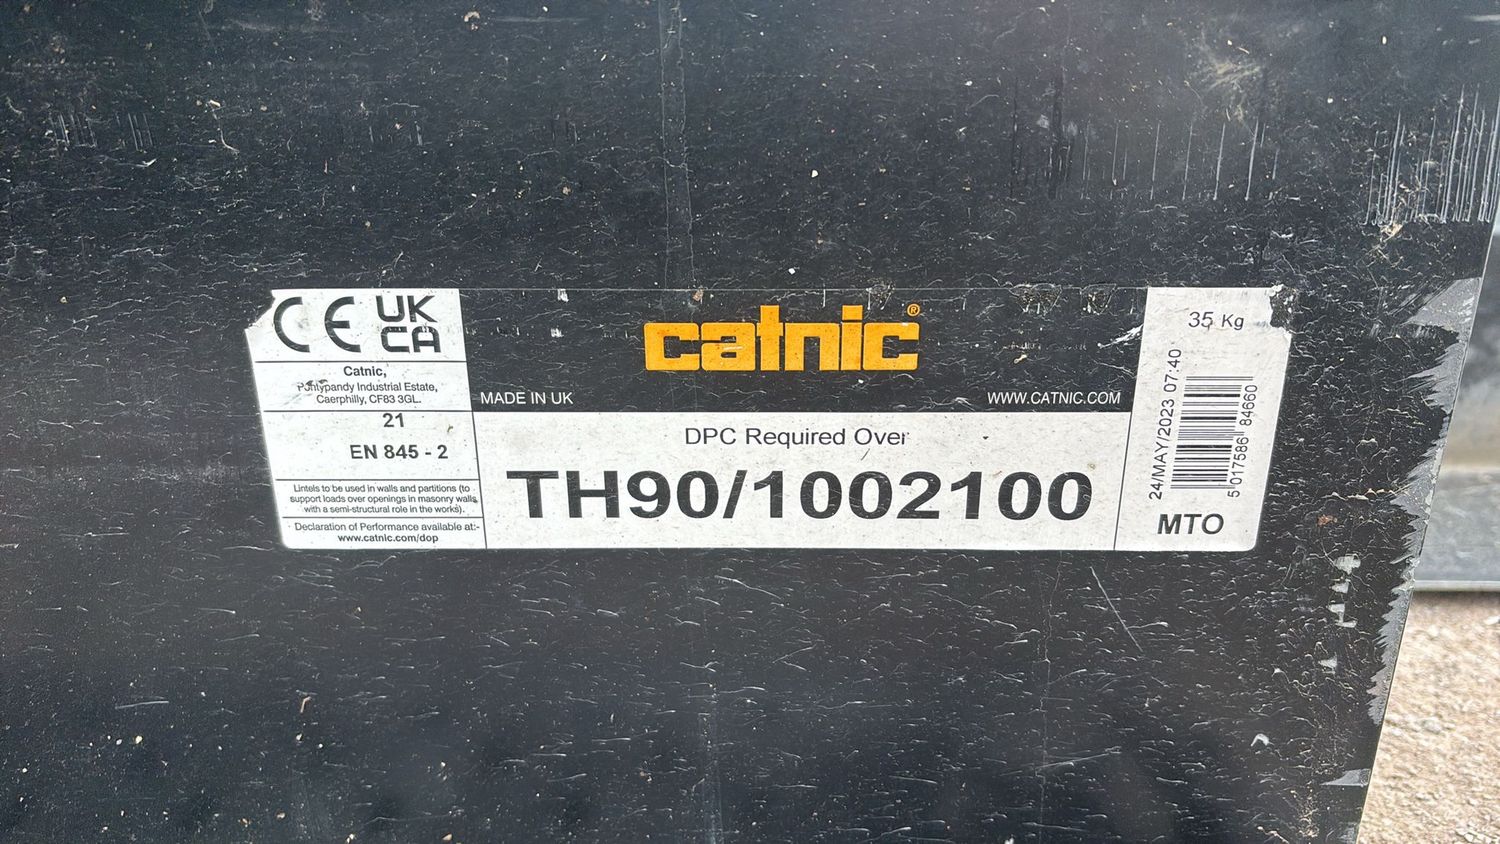 CE UK
CA
Catnic,
Pontypandy Industrial Estate,
Caerphilly, CF83 3GL.
21
EN 845 - 2
Lintels to be used in walls and partitions (to
support loads over openings in masonry walls
with a semi-structural role in the works).
Declaration of Performance available at:-
www.catnic.com/dop
catnic®
MADE IN UK
WWW.CATNIC.COM
DPC Required Over
TH90/1002100
35 Kg
24/MAY/2023 07:40
5 017586 84660
MTO